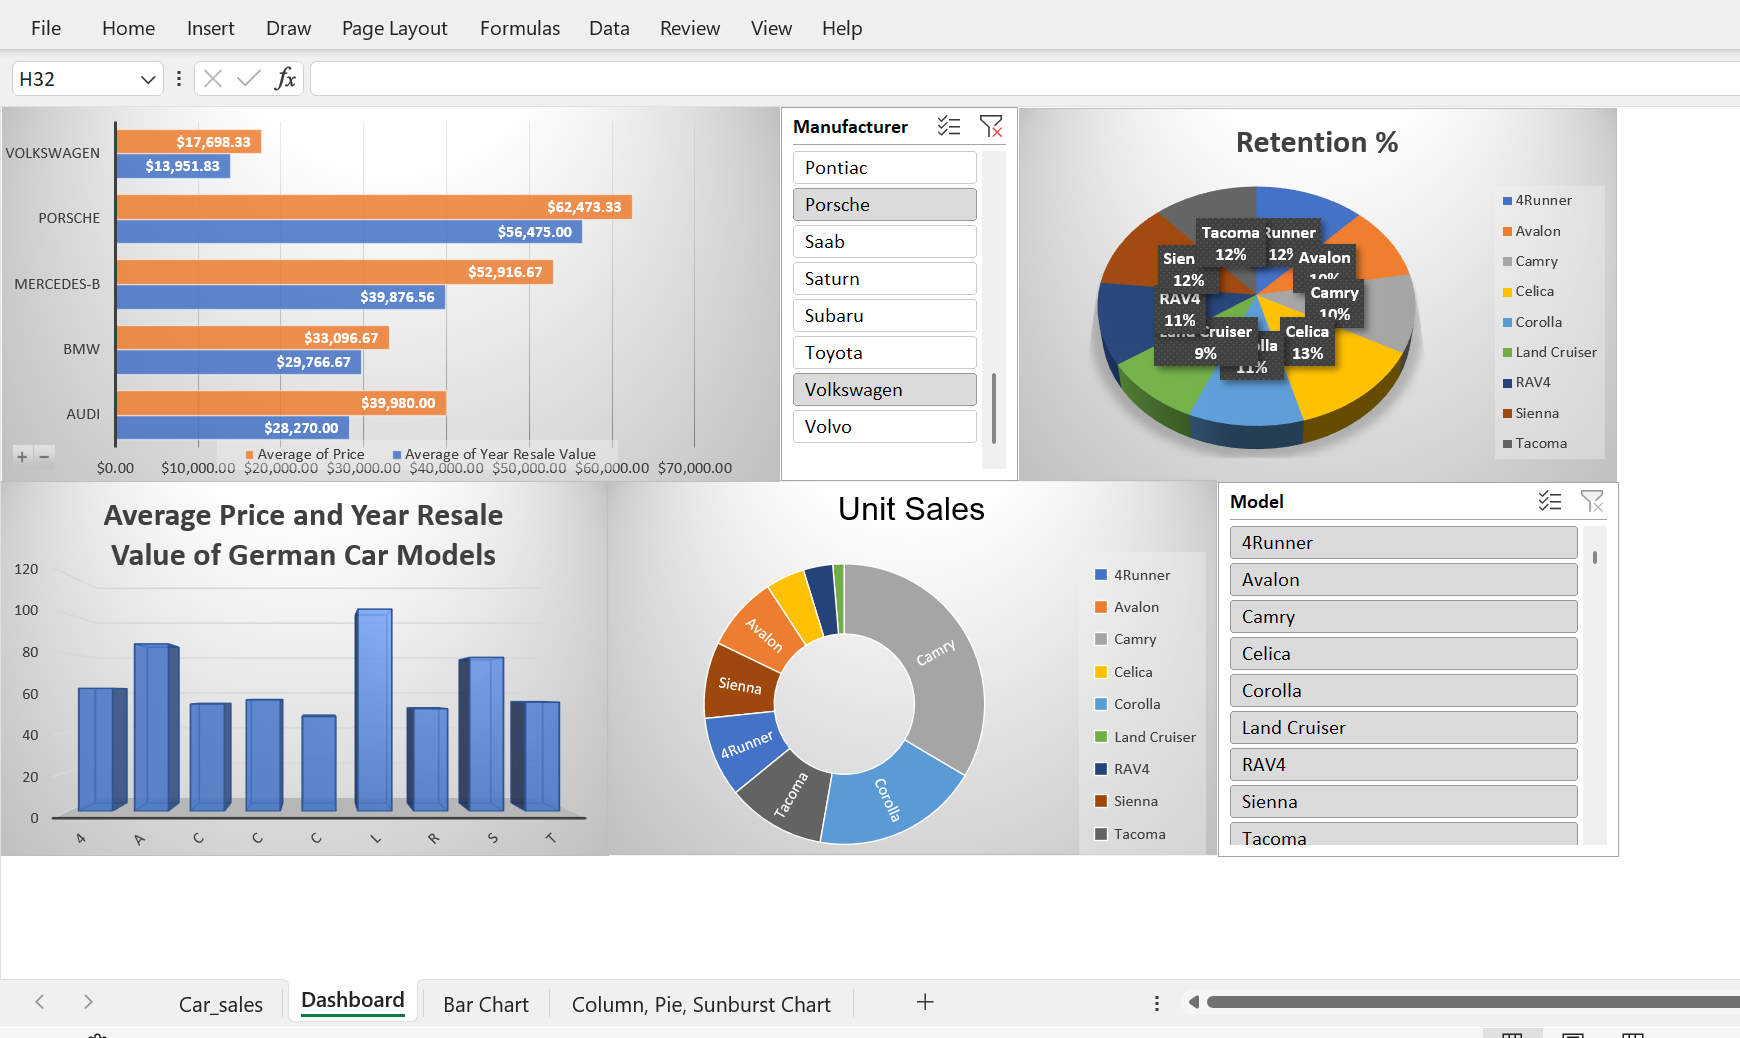 File Home Insert Draw Page Layout Formulas Data Review View Help
H32
fx
VOLKSWAGEN
$17,698.33
$13,951.83
PORSCHE
$62,473.33
$56,475.00
MERCEDES-B
$52,916.67
$39,876.56
BMW
$33,096.67
$29,766.67
AUDI
$39,980.00
$28,270.00
Average of Price Average of Year Resale Value
$0.00 $10,000.00 $20,000.00 $30,000.00 $40,000.00 $50,000.00 $60,000.00 $70,000.00
Manufacturer
Pontiac
Porsche
Saab
Saturn
Subaru
Toyota
Volkswagen
Volvo
Retention %
Tacoma
12%
Runner
12%
Avalon
10%
Camry
10%
Celica
13%
lla
11%
Land Cruiser
9%
RAV4
11%
Sien
12%
4Runner
Avalon
Camry
Celica
Corolla
Land Cruiser
RAV4
Sienna
Tacoma
Average Price and Year Resale
Value of German Car Models
120
100
80
60
40
20
0
4 A C C C L R S T
Unit Sales
Camry
Corolla
Tacoma
4Runner
Sienna
Avalon
4Runner
Avalon
Camry
Celica
Corolla
Land Cruiser
RAV4
Sienna
Tacoma
Model
4Runner
Avalon
Camry
Celica
Corolla
Land Cruiser
RAV4
Sienna
Tacoma
Car_sales Dashboard Bar Chart Column, Pie, Sunburst Chart